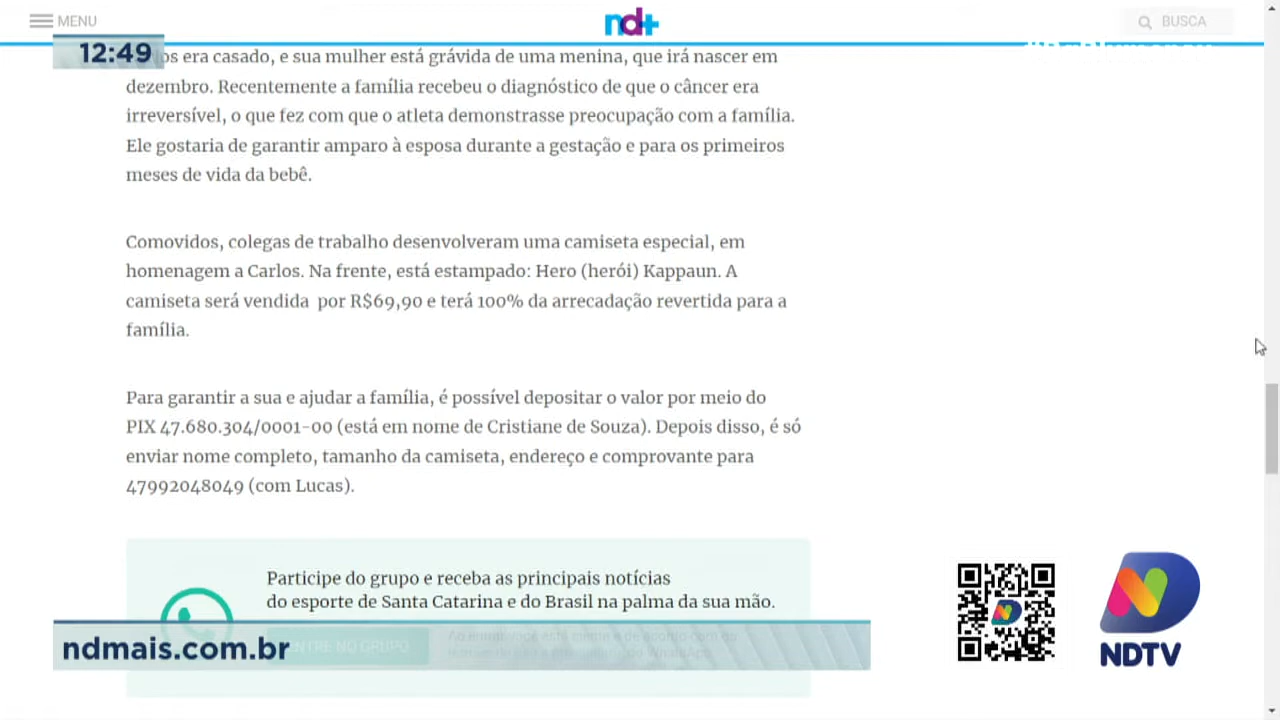 MENU
nd+
BUSCA
12:49
os era casado, e sua mulher está grávida de uma menina, que irá nascer em
dezembro. Recentemente a família recebeu o diagnóstico de que o câncer era
irreversível, o que fez com que o atleta demonstrasse preocupação com a família.
Ele gostaria de garantir amparo à esposa durante a gestação e para os primeiros
meses de vida da bebê.
Comovidos, colegas de trabalho desenvolveram uma camiseta especial, em
homenagem a Carlos. Na frente, está estampado: Hero (herói) Kappaun. A
camiseta será vendida por R$69,90 e terá 100% da arrecadação revertida para a
família.
Para garantir a sua e ajudar a família, é possível depositar o valor por meio do
PIX 47.680.304/0001-00 (está em nome de Cristiane de Souza). Depois disso, é só
enviar nome completo, tamanho da camiseta, endereço e comprovante para
47992048049 (com Lucas).
Participe do grupo e receba as principais notícias
do esporte de Santa Catarina e do Brasil na palma da sua mão.
NTRE NO GRUPO
ndmais.com.br
NDTV